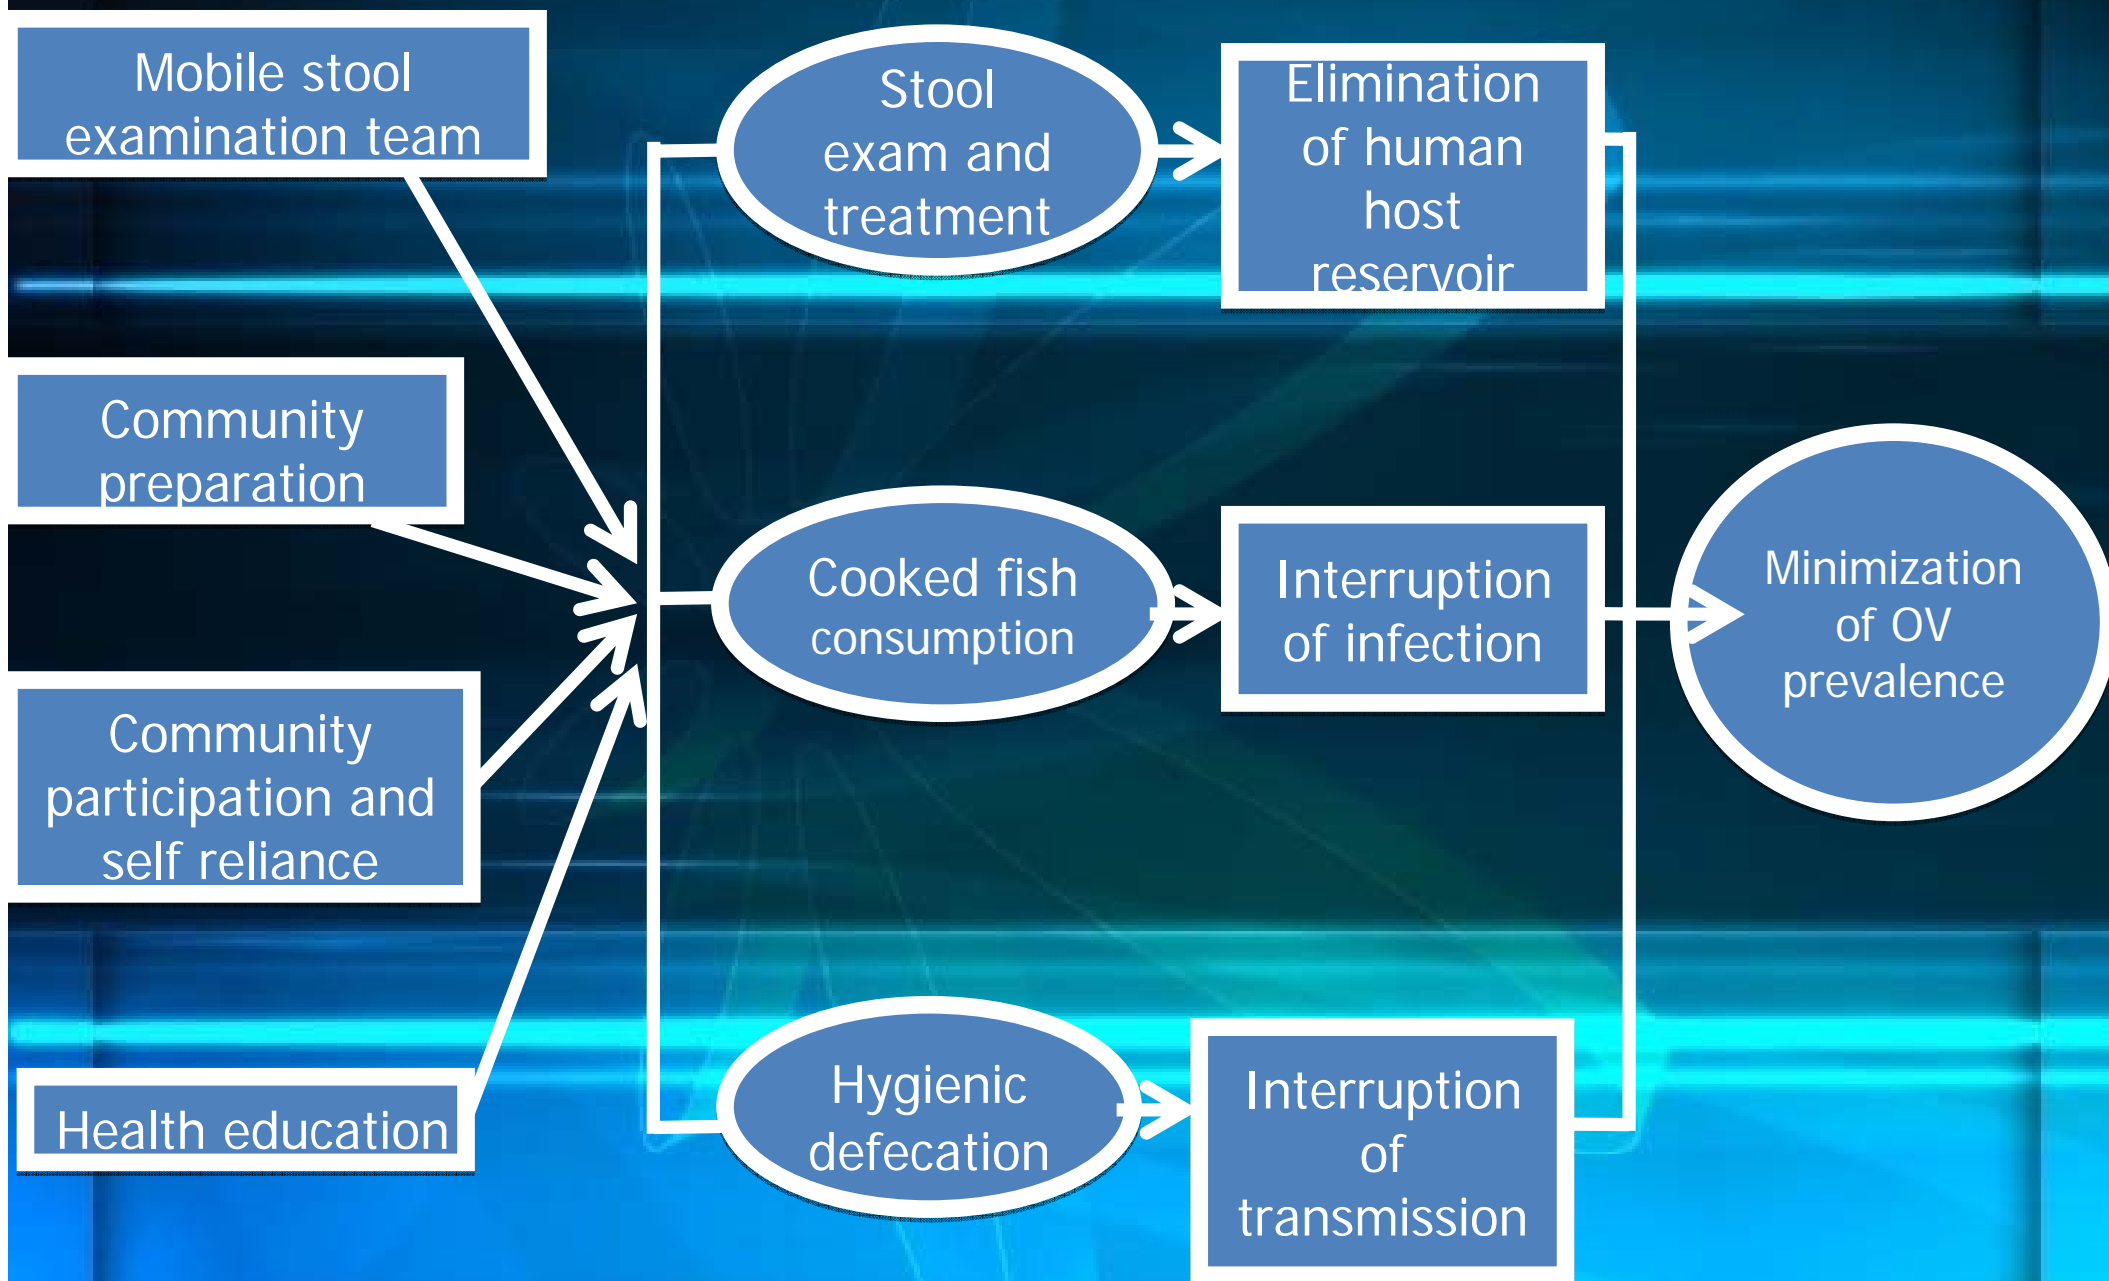 Mobile stool
examination team
Community
preparation
Community
participation and
self reliance
Health education
Stool
exam and
treatment
Cooked fish
consumption
Hygienic
defecation
Elimination
of human
host
reservoir
Interruption
of infection
Interruption
of
transmission
Minimization
of OV
prevalence